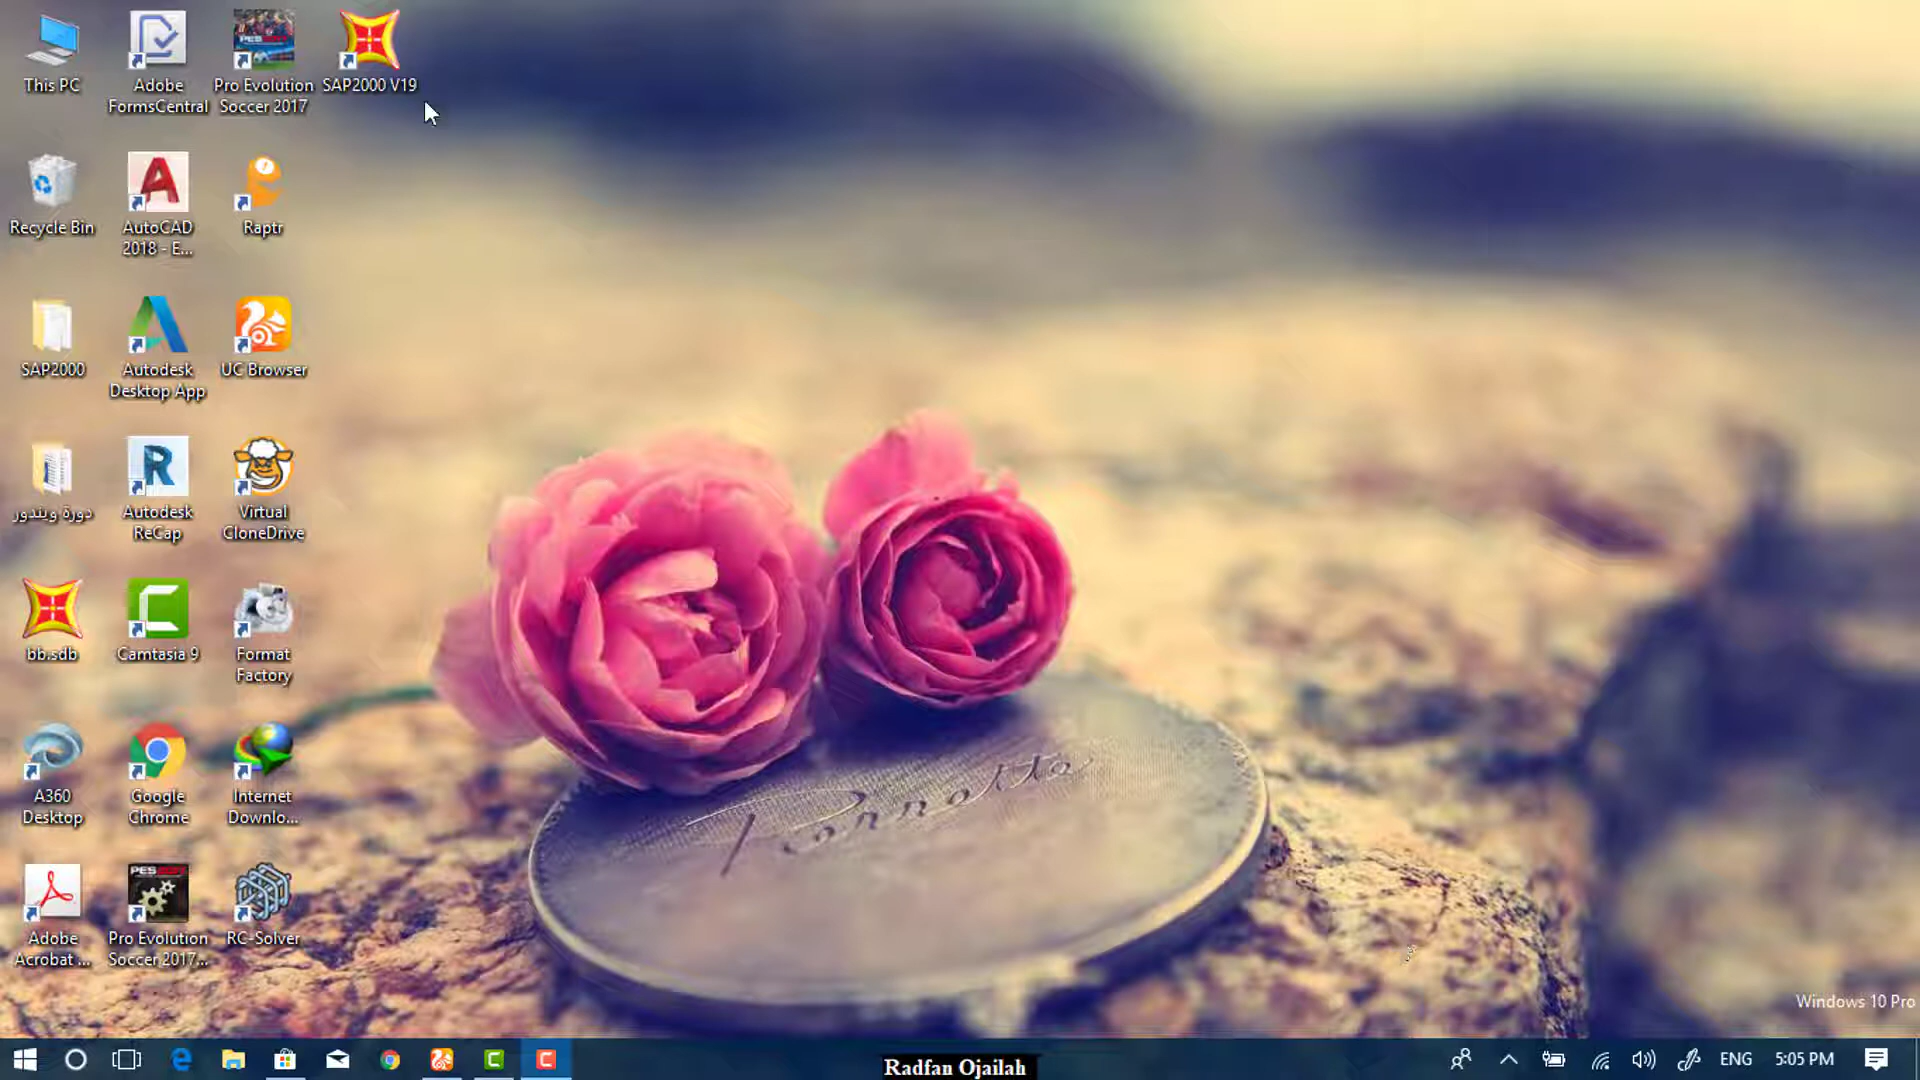 This PC
Adobe
FormsCentral
Pro Evolution
Soccer 2017
SAP2000 V19
Recycle Bin
AutoCAD
2018 - E...
Raptr
SAP2000
Autodesk
Desktop App
UC Browser
دورة ويندوز
Autodesk
ReCap
Virtual
CloneDrive
bb.sdb
Camtasia 9
Format
Factory
A360
Desktop
Google
Chrome
Internet
Downlo...
Adobe
Acrobat ...
Pro Evolution
Soccer 2017...
RC-Solver
Windows 10 Pro
Radfan Ojailah
ENG
5:05 PM